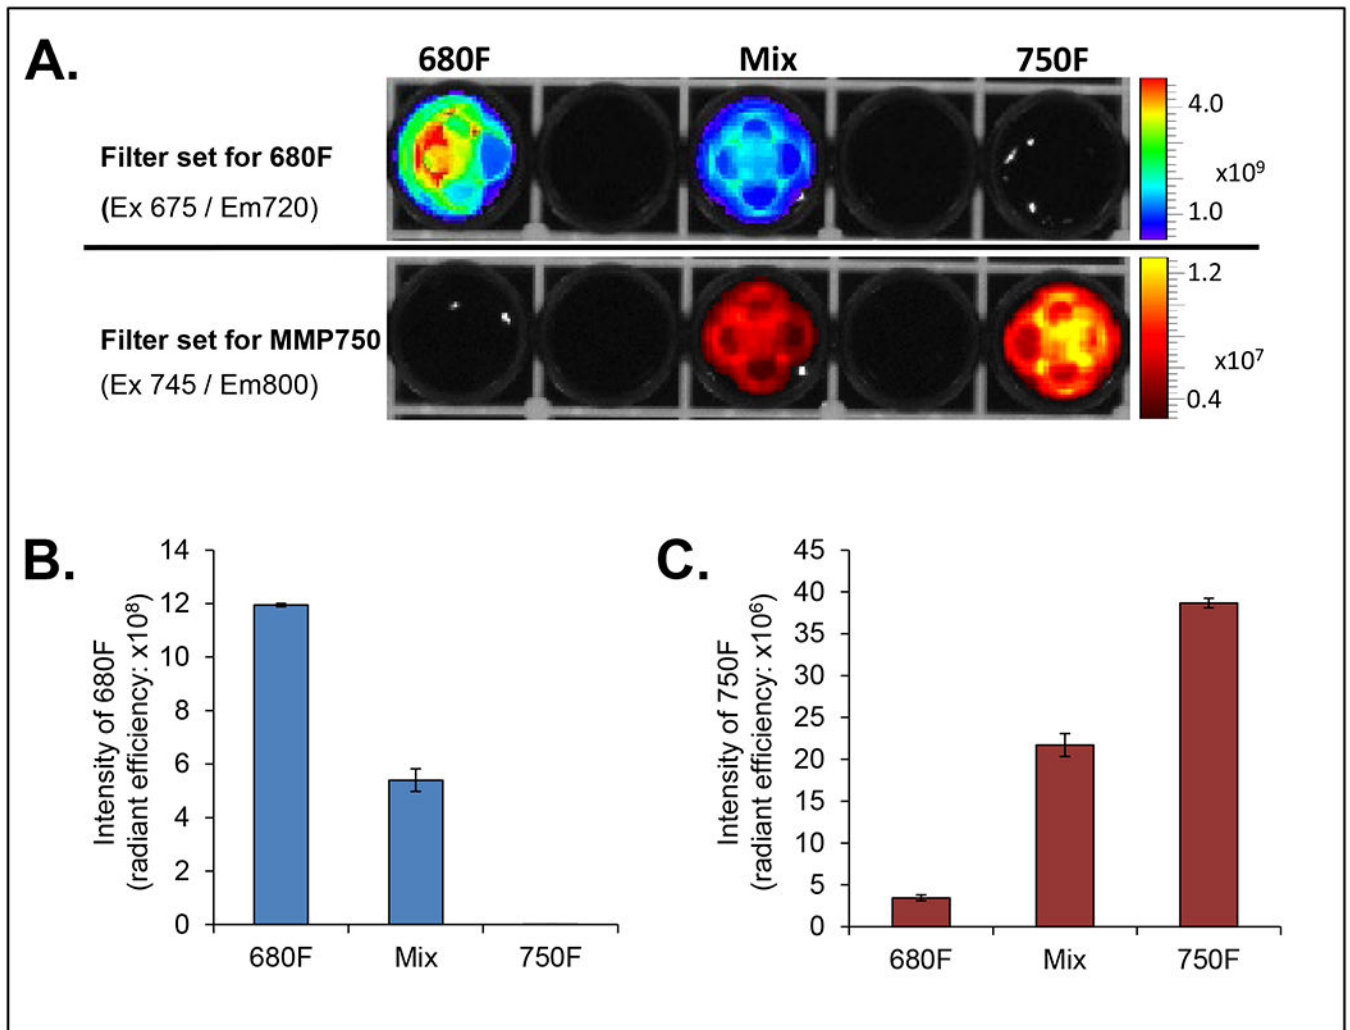 A.
680F Mix 750F
Filter set for 680F
(Ex 675 / Em720)
4.0
x10⁹
1.0
Filter set for MMP750
(Ex 745 / Em800)
1.2
x10⁷
0.4
B.
Intensity of 680F
(radiant efficiency: x10⁸)
14
12
10
8
6
4
2
0
680F Mix 750F
C.
Intensity of 750F
(radiant efficiency: x10⁶)
45
40
35
30
25
20
15
10
5
0
680F Mix 750F